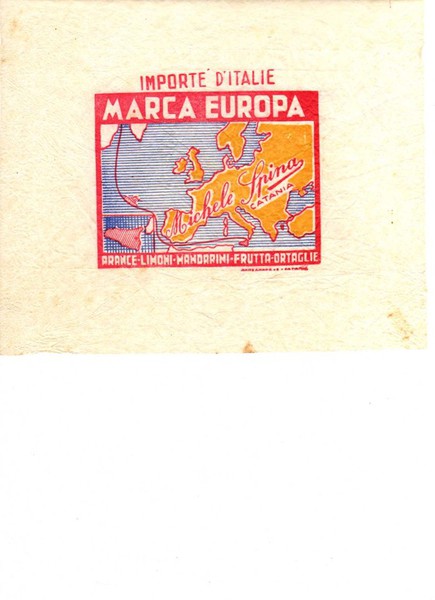 IMPORTE D'ITALIE
MARCA EUROPA
Michele Spina
CATANIA
ARANCE-LIMONI-MANDARINI-FRUTTA-ORTAGLIE